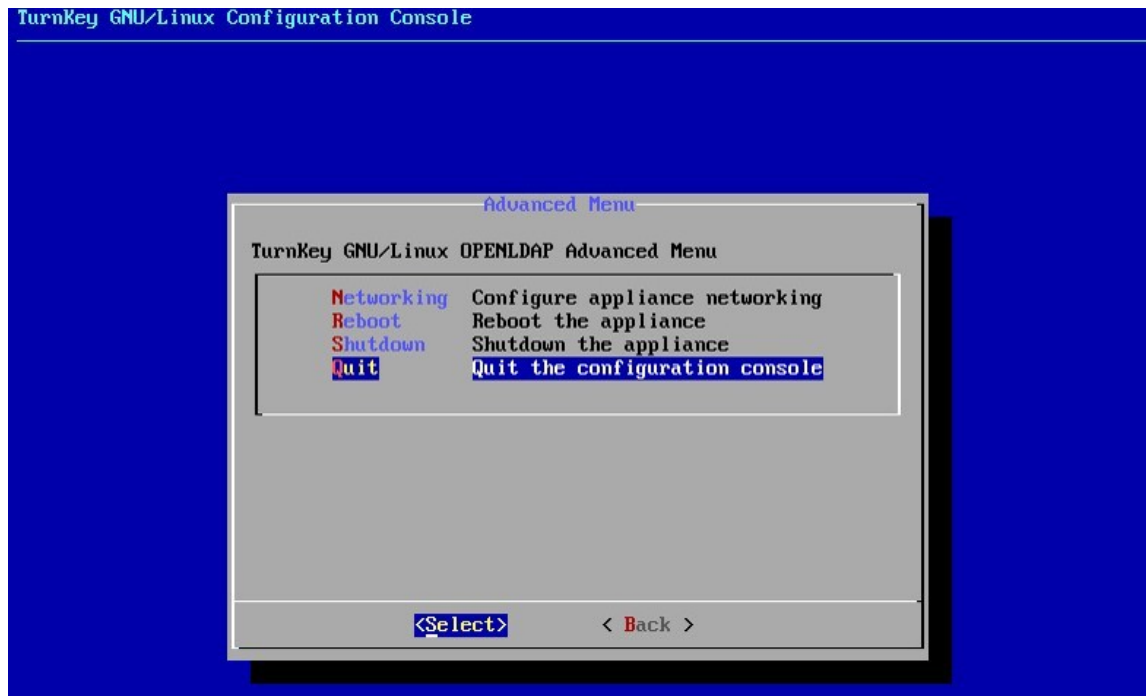 TurnKey GNU/Linux Configuration Console
Advanced Menu
TurnKey GNU/Linux OPENLDAP Advanced Menu
Networking Configure appliance networking
Reboot Reboot the appliance
Shutdown Shutdown the appliance
Quit Quit the configuration console
<Select> < Back >